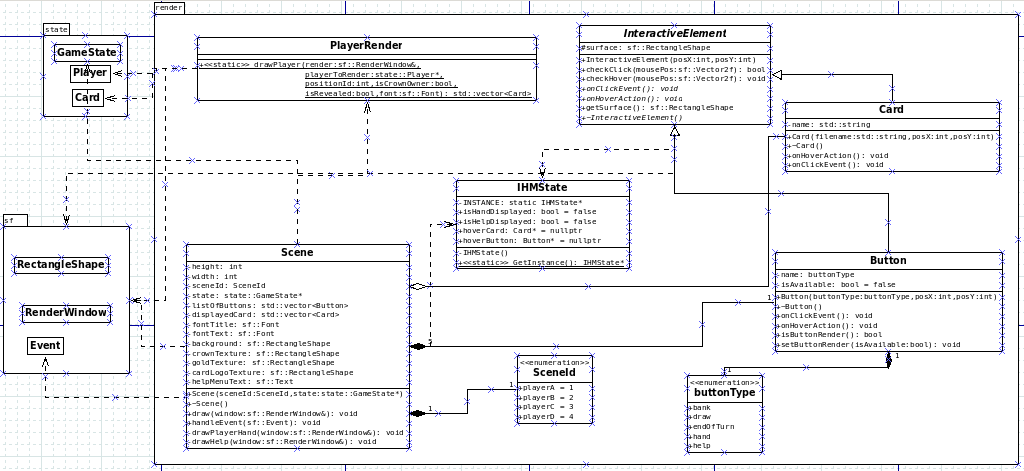 render
state
GameState
Player
Card
PlayerRender
+<<static>> drawPlayer(render:sf::RenderWindow&,
playerToRender:state::Player*,
positionId:int,isCrownOwner:bool,
isRevealed:bool,font:sf::Font): std::vector<Card>
InteractiveElement
#surface: sf::RectangleShape
+InteractiveElement(posX:int,posY:int)
+checkClick(mousePos:sf::Vector2f): bool
+checkHover(mousePos:sf::Vector2f): void
+onClickEvent(): void
+onHoverAction(): void
+getSurface(): sf::RectangleShape
+~InteractiveElement()
Card
-name: std::string
+Card(filename:std::string,posX:int,posY:int)
+~Card()
+onHoverAction(): void
+onClickEvent(): void
IHMState
-INSTANCE: static IHMState*
+isHandDisplayed: bool = false
+isHelpDisplayed: bool = false
+hoverCard: Card* = nullptr
+hoverButton: Button* = nullptr
-IHMState()
+<<static>> GetInstance(): IHMState*
sf
RectangleShape
RenderWindow
Event
Scene
-height: int
-width: int
-sceneId: SceneId
-state: state::GameState*
-listOfButtons: std::vector<Button>
-displayedCard: std::vector<Card>
-fontTitle: sf::Font
-fontText: sf::Font
-background: sf::RectangleShape
-crownTexture: sf::RectangleShape
-goldTexture: sf::RectangleShape
-cardLogoTexture: sf::RectangleShape
-helpMenuText: sf::Text
+Scene(sceneId:SceneId,state:state::GameState*)
+~Scene()
+draw(window:sf::RenderWindow&): void
+handleEvent(sf::Event): void
+drawPlayerHand(window:sf::RenderWindow&): void
+drawHelp(window:sf::RenderWindow&): void
1
1
<<enumeration>>
SceneId
+playerA = 1
+playerB = 2
+playerC = 3
+playerD = 4
Button
-name: buttonType
-isAvailable: bool = false
1
+Button(buttonType:buttonType,posX:int,posY:int)
+~Button()
+onClickEvent(): void
+onHoverAction(): void
+isButtonRender(): bool
+setButtonRender(isAvailable:bool): void
1
1
<<enumeration>>
buttonType
+bank
+draw
+endOfTurn
+hand
+help